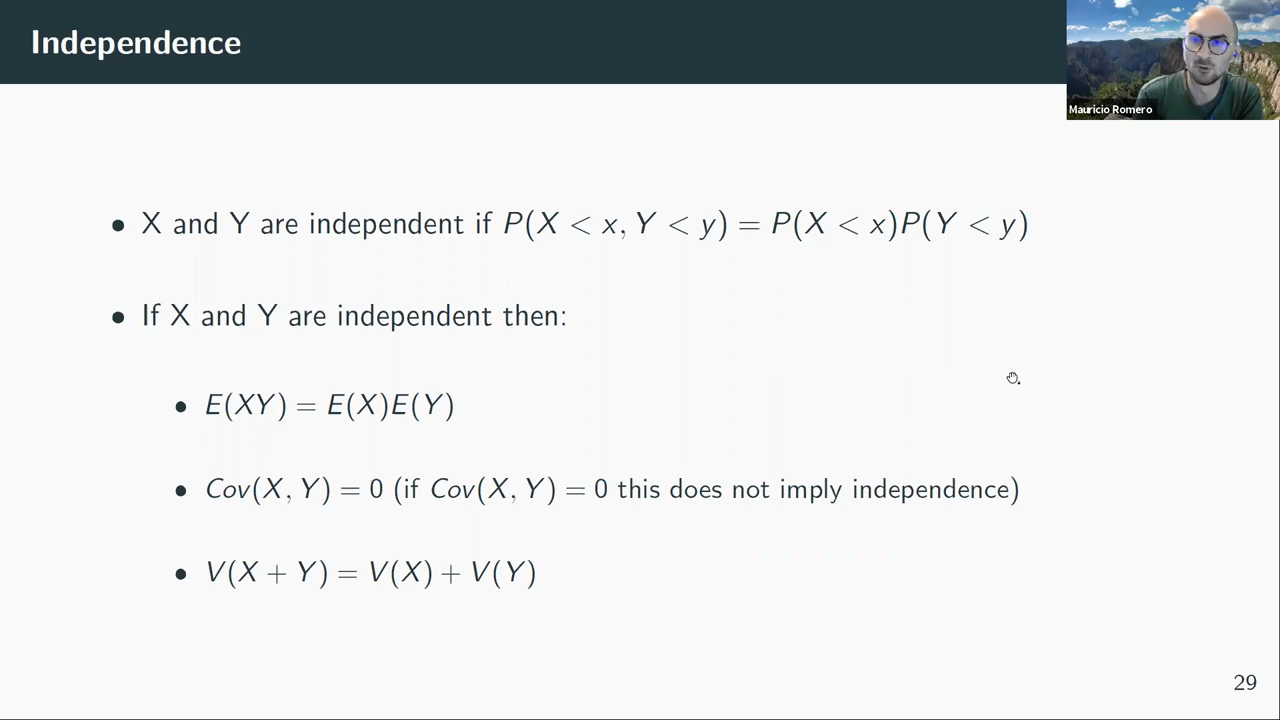 Independence
Mauricio Romero
• X and Y are independent if P(X < x, Y < y) = P(X < x)P(Y < y)
• If X and Y are independent then:
• E(XY) = E(X)E(Y)
• Cov(X, Y) = 0 (if Cov(X, Y) = 0 this does not imply independence)
• V(X + Y) = V(X) + V(Y)
29